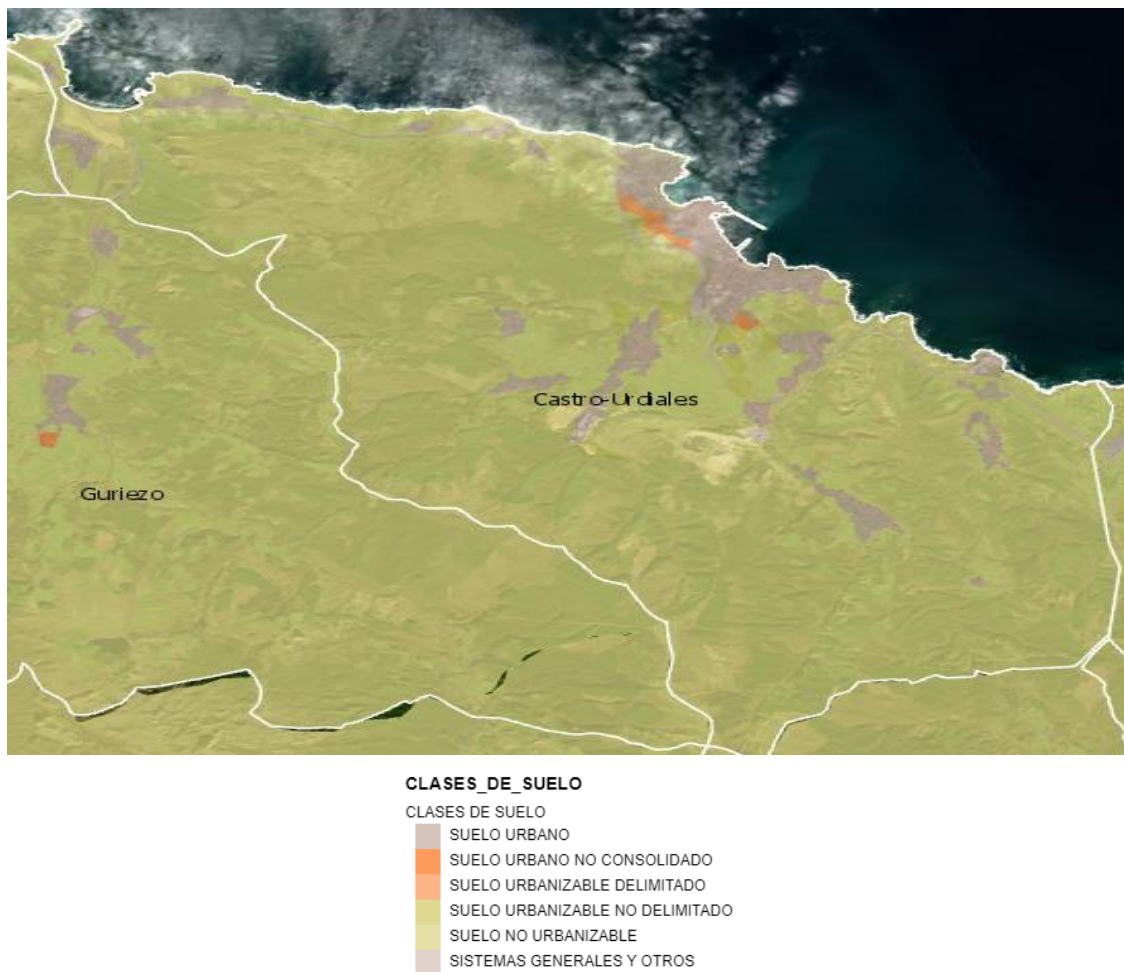 Castro-Urdiales
Guriezo
CLASES_DE_SUELO
CLASES DE SUELO
SUELO URBANO
SUELO URBANO NO CONSOLIDADO
SUELO URBANIZABLE DELIMITADO
SUELO URBANIZABLE NO DELIMITADO
SUELO NO URBANIZABLE
SISTEMAS GENERALES Y OTROS